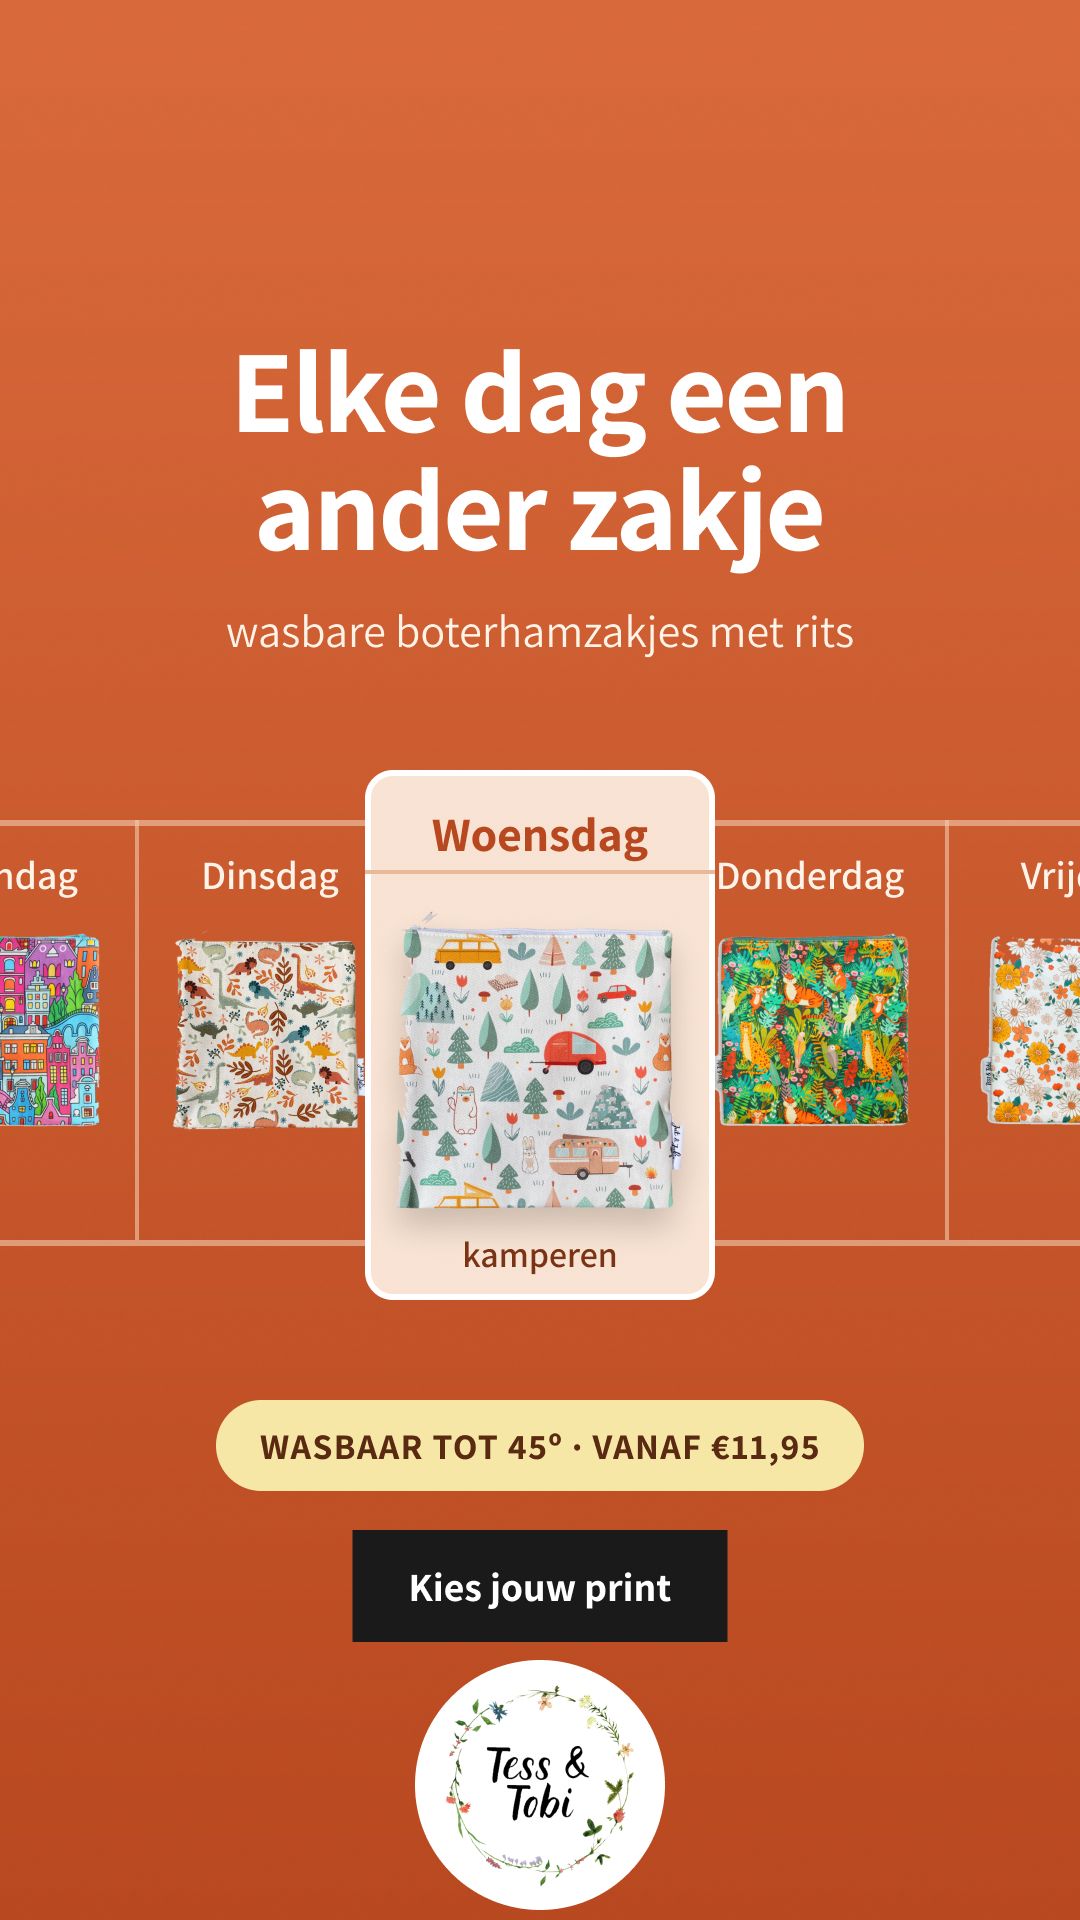 Elke dag een
ander zakje
wasbare boterhamzakjes met rits
ndag
Dinsdag
Woensdag
Donderdag
Vrij
kamperen
WASBAAR TOT 45º · VANAF €11,95
Kies jouw print
Tess &
Tobi